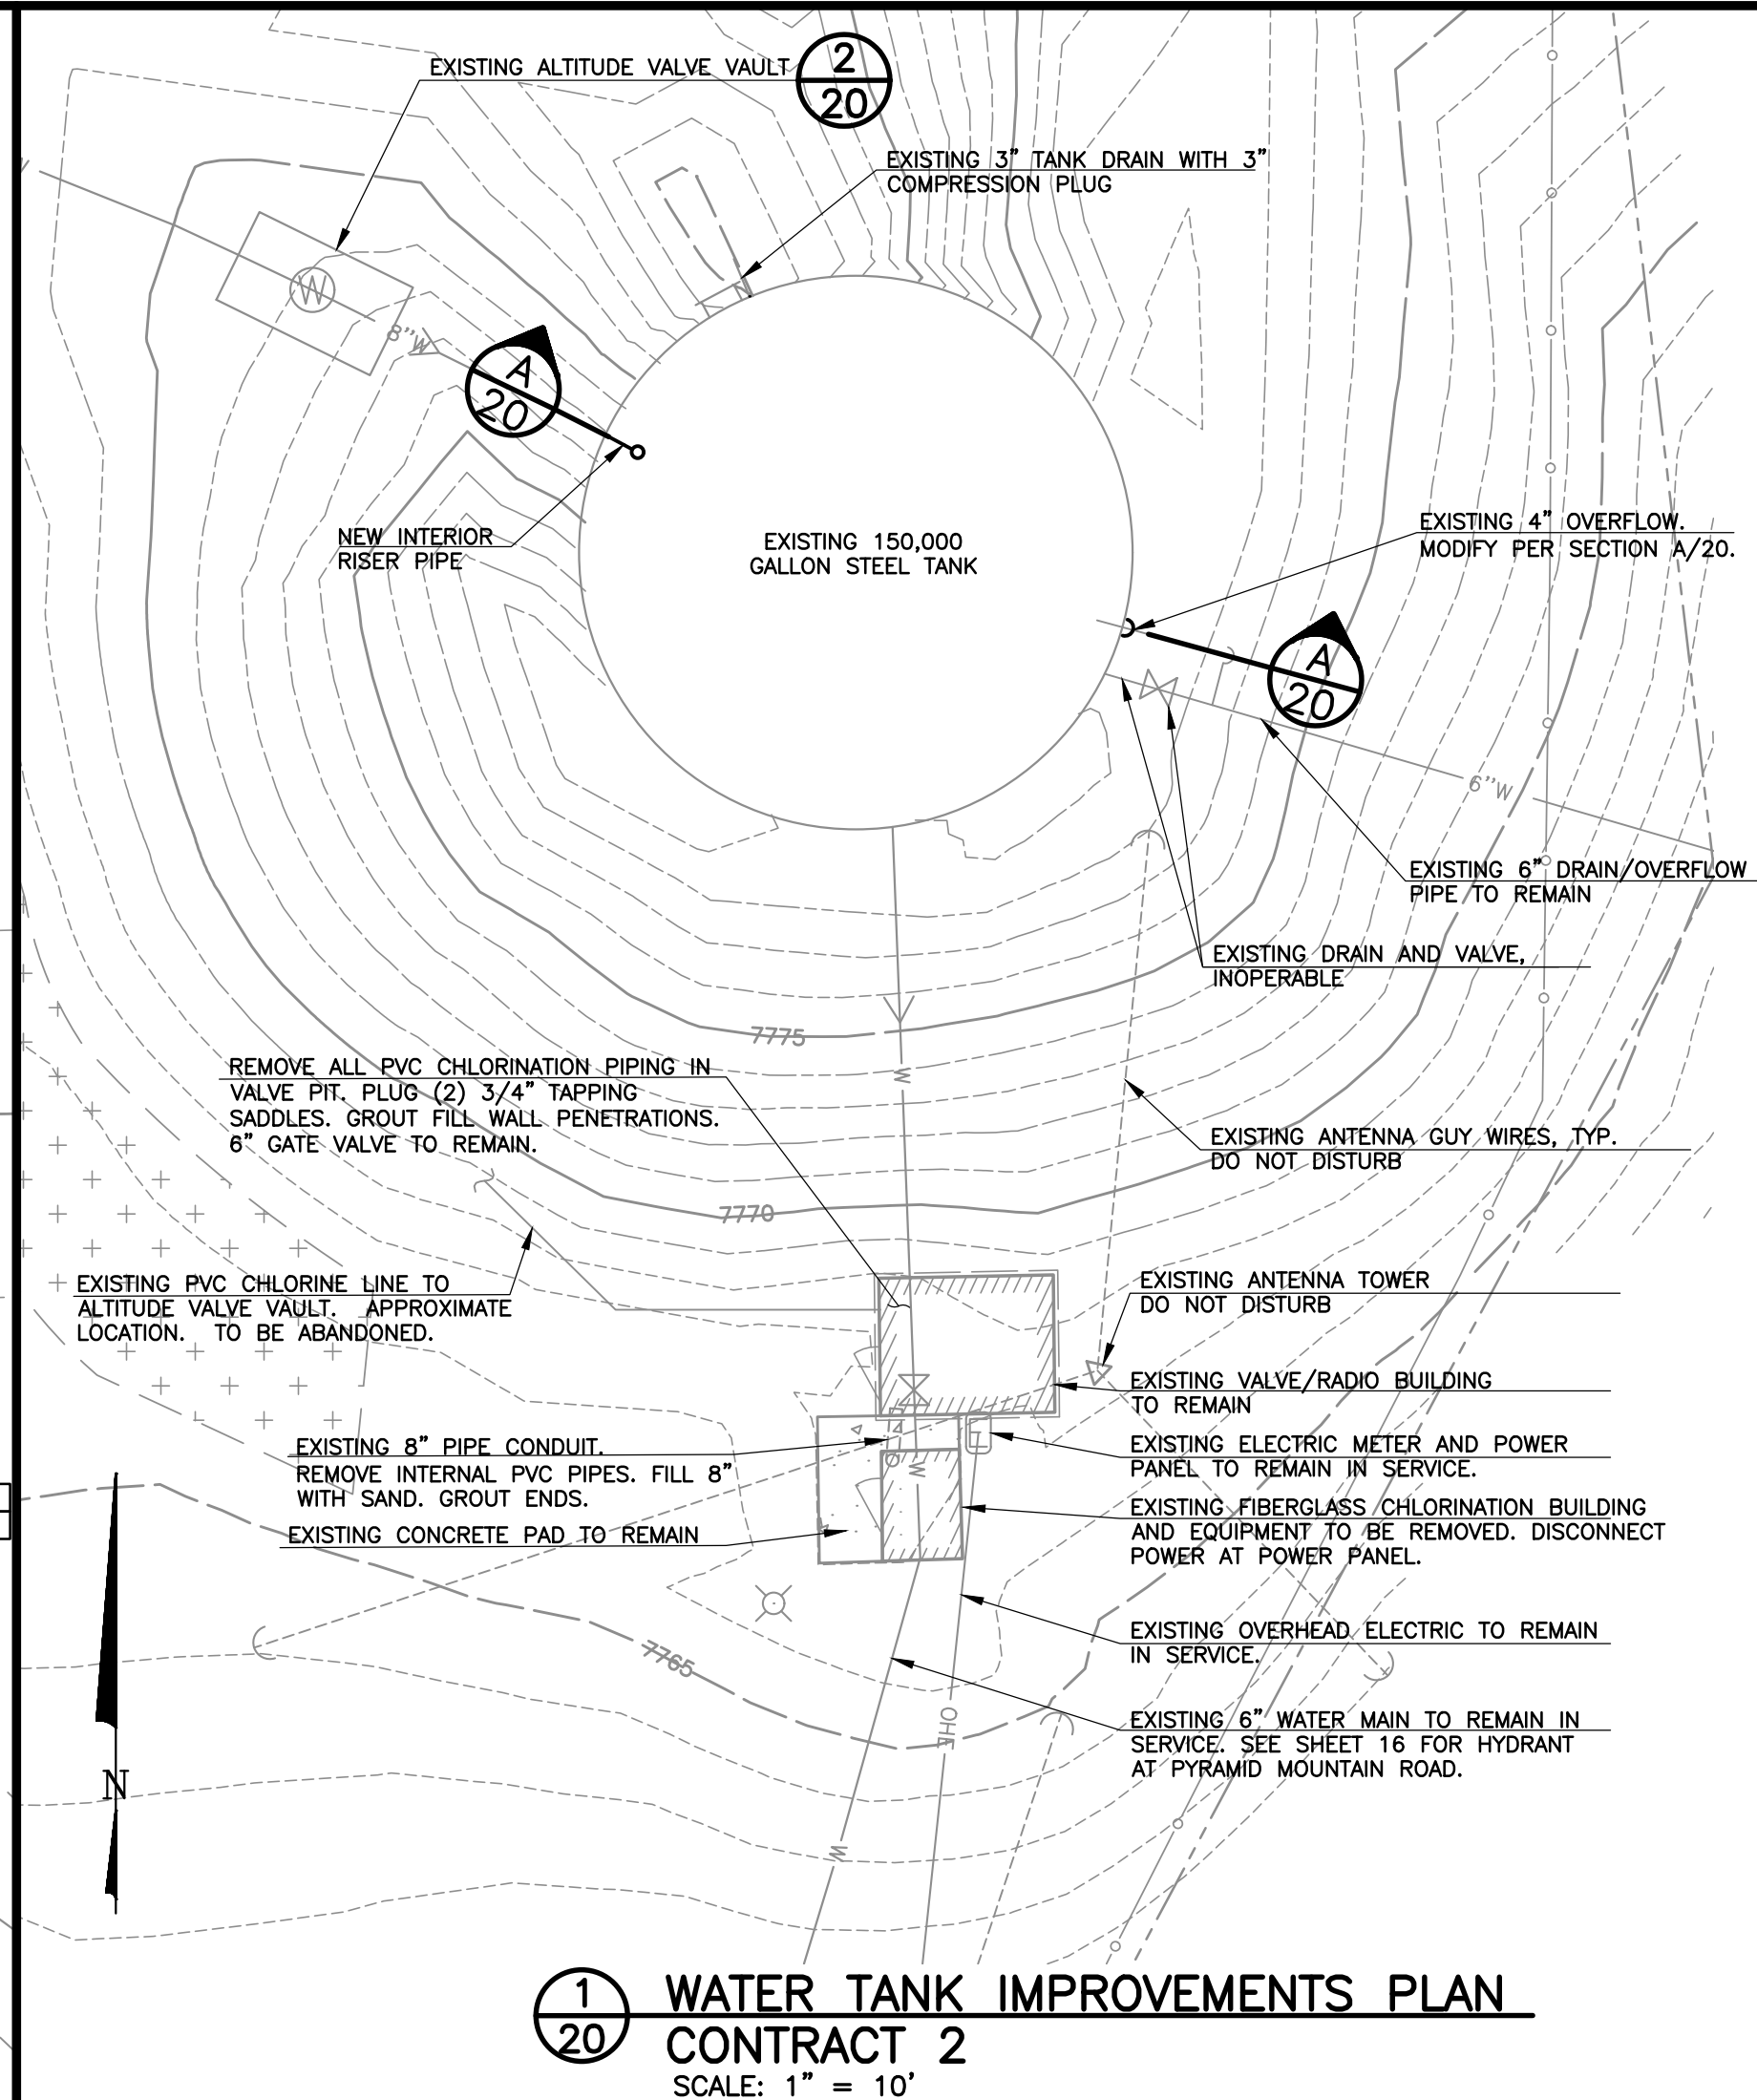 EXISTING ALTITUDE VALVE VAULT
2
20
EXISTING 3" TANK DRAIN WITH 3"
COMPRESSION PLUG
W
8"W
A
20
NEW INTERIOR
RISER PIPE
EXISTING 150,000
GALLON STEEL TANK
EXISTING 4" OVERFLOW.
MODIFY PER SECTION A/20.
A
20
6"W
EXISTING 6" DRAIN/OVERFLOW
PIPE TO REMAIN
EXISTING DRAIN AND VALVE,
INOPERABLE
7775
W
REMOVE ALL PVC CHLORINATION PIPING IN
VALVE PIT. PLUG (2) 3/4" TAPPING
SADDLES. GROUT FILL WALL PENETRATIONS.
6" GATE VALVE TO REMAIN.
EXISTING ANTENNA GUY WIRES, TYP.
DO NOT DISTURB
7770
EXISTING PVC CHLORINE LINE TO
ALTITUDE VALVE VAULT. APPROXIMATE
LOCATION. TO BE ABANDONED.
EXISTING ANTENNA TOWER
DO NOT DISTURB
EXISTING VALVE/RADIO BUILDING
TO REMAIN
EXISTING 8" PIPE CONDUIT.
REMOVE INTERNAL PVC PIPES. FILL 8"
WITH SAND. GROUT ENDS.
W
EXISTING ELECTRIC METER AND POWER
PANEL TO REMAIN IN SERVICE.
EXISTING CONCRETE PAD TO REMAIN
EXISTING FIBERGLASS CHLORINATION BUILDING
AND EQUIPMENT TO BE REMOVED. DISCONNECT
POWER AT POWER PANEL.
EXISTING OVERHEAD ELECTRIC TO REMAIN
IN SERVICE.
7765
OHE
EXISTING 6" WATER MAIN TO REMAIN IN
SERVICE. SEE SHEET 16 FOR HYDRANT
AT PYRAMID MOUNTAIN ROAD.
N
W
1
20
WATER TANK IMPROVEMENTS PLAN
CONTRACT 2
SCALE: 1" = 10'